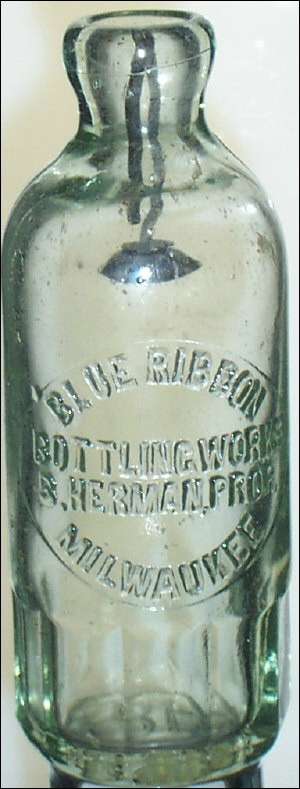 BLUE RIBBON
BOTTLING WORKS
B. HERMAN, PROP.
MILWAUKEE